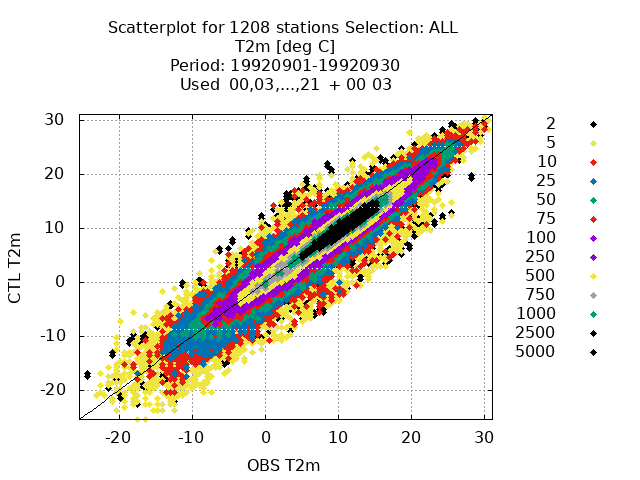 Scatterplot for 1208 stations Selection: ALL
T2m [deg C]
Period: 19920901-19920930
Used  00,03,...,21  + 00 03
30
20
10
0
-10
-20
CTL T2m
-20 -10 0 10 20 30
OBS T2m
2
5
10
25
50
75
100
250
500
750
1000
2500
5000